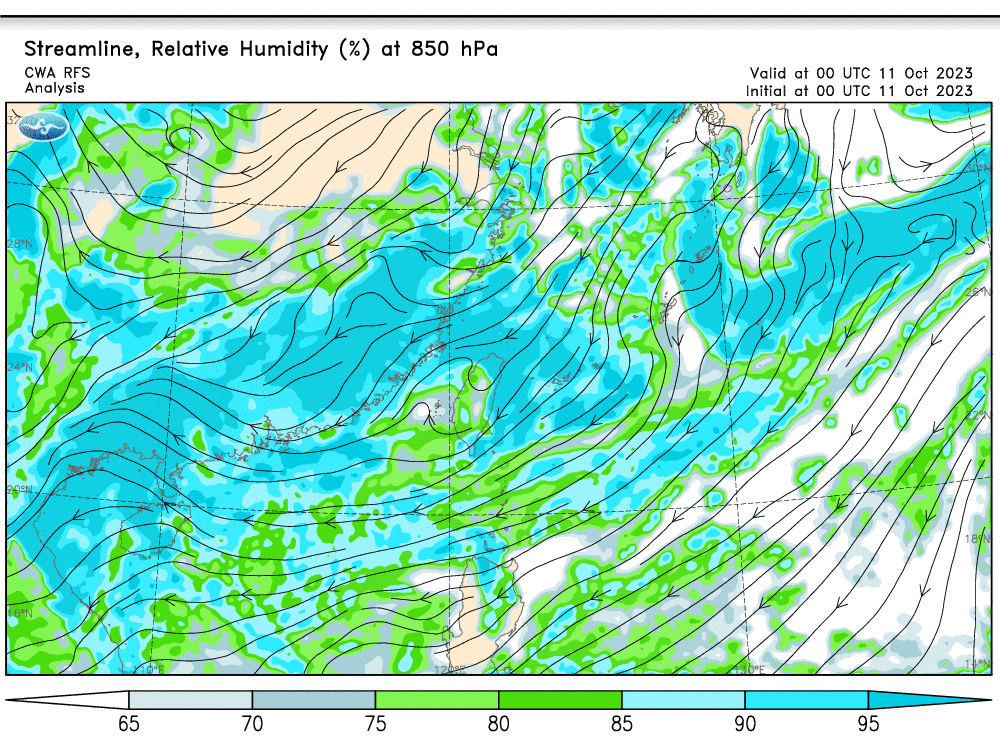 Streamline, Relative Humidity (%) at 850 hPa
CWA RFS
Analysis
Valid at 00 UTC 11 Oct 2023
Initial at 00 UTC 11 Oct 2023
30°N
28°N
26°N
24°N
22°N
20°N
18°N
16°N
14°N
110°E
120°E
130°E
65 70 75 80 85 90 95